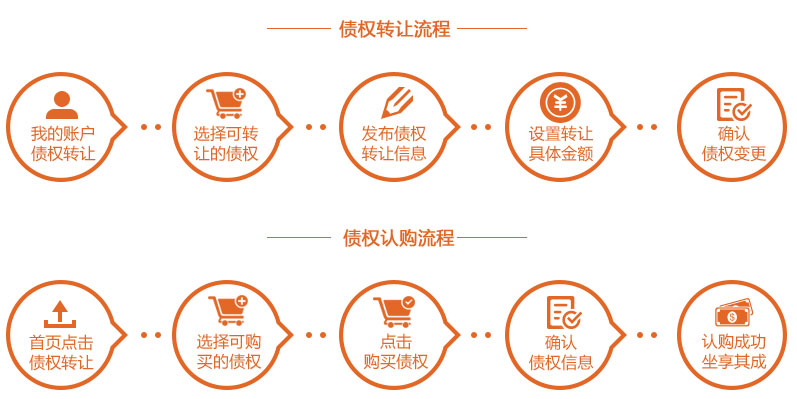 债权转让流程
我的账户
债权转让
选择可转
让的债权
发布债权
转让信息
设置转让
具体金额
确认
债权变更
债权认购流程
首页点击
债权转让
选择可购
买的债权
点击
购买债权
确认
债权信息
认购成功
坐享其成